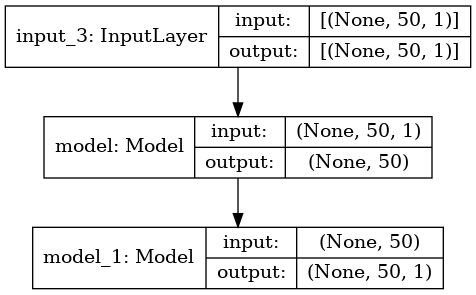 input_3: InputLayer
input:
[(None, 50, 1)]
output:
[(None, 50, 1)]
model: Model
input:
(None, 50, 1)
output:
(None, 50)
model_1: Model
input:
(None, 50)
output:
(None, 50, 1)